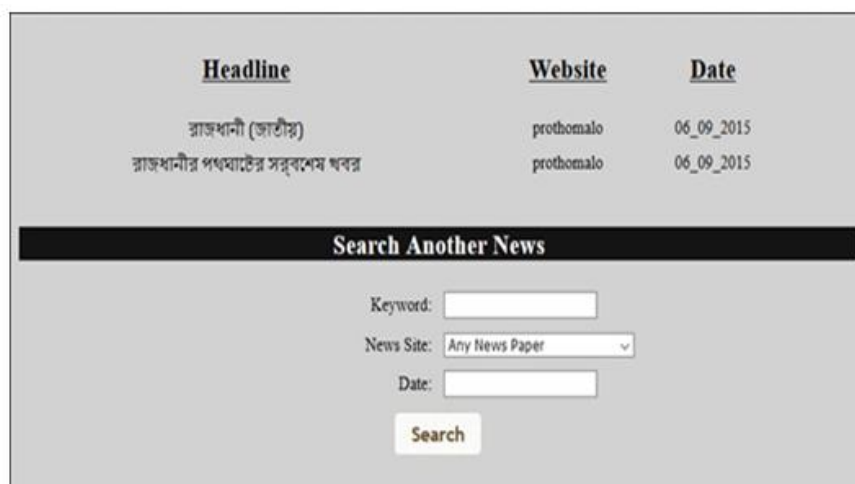 Headline Website Date
রাজধানী (জাতীয়) prothomalo 06_09_2015
রাজধানীর পথঘাটের সর্বশেষ খবর prothomalo 06_09_2015
Search Another News
Keyword:
News Site: Any News Paper
Date:
Search